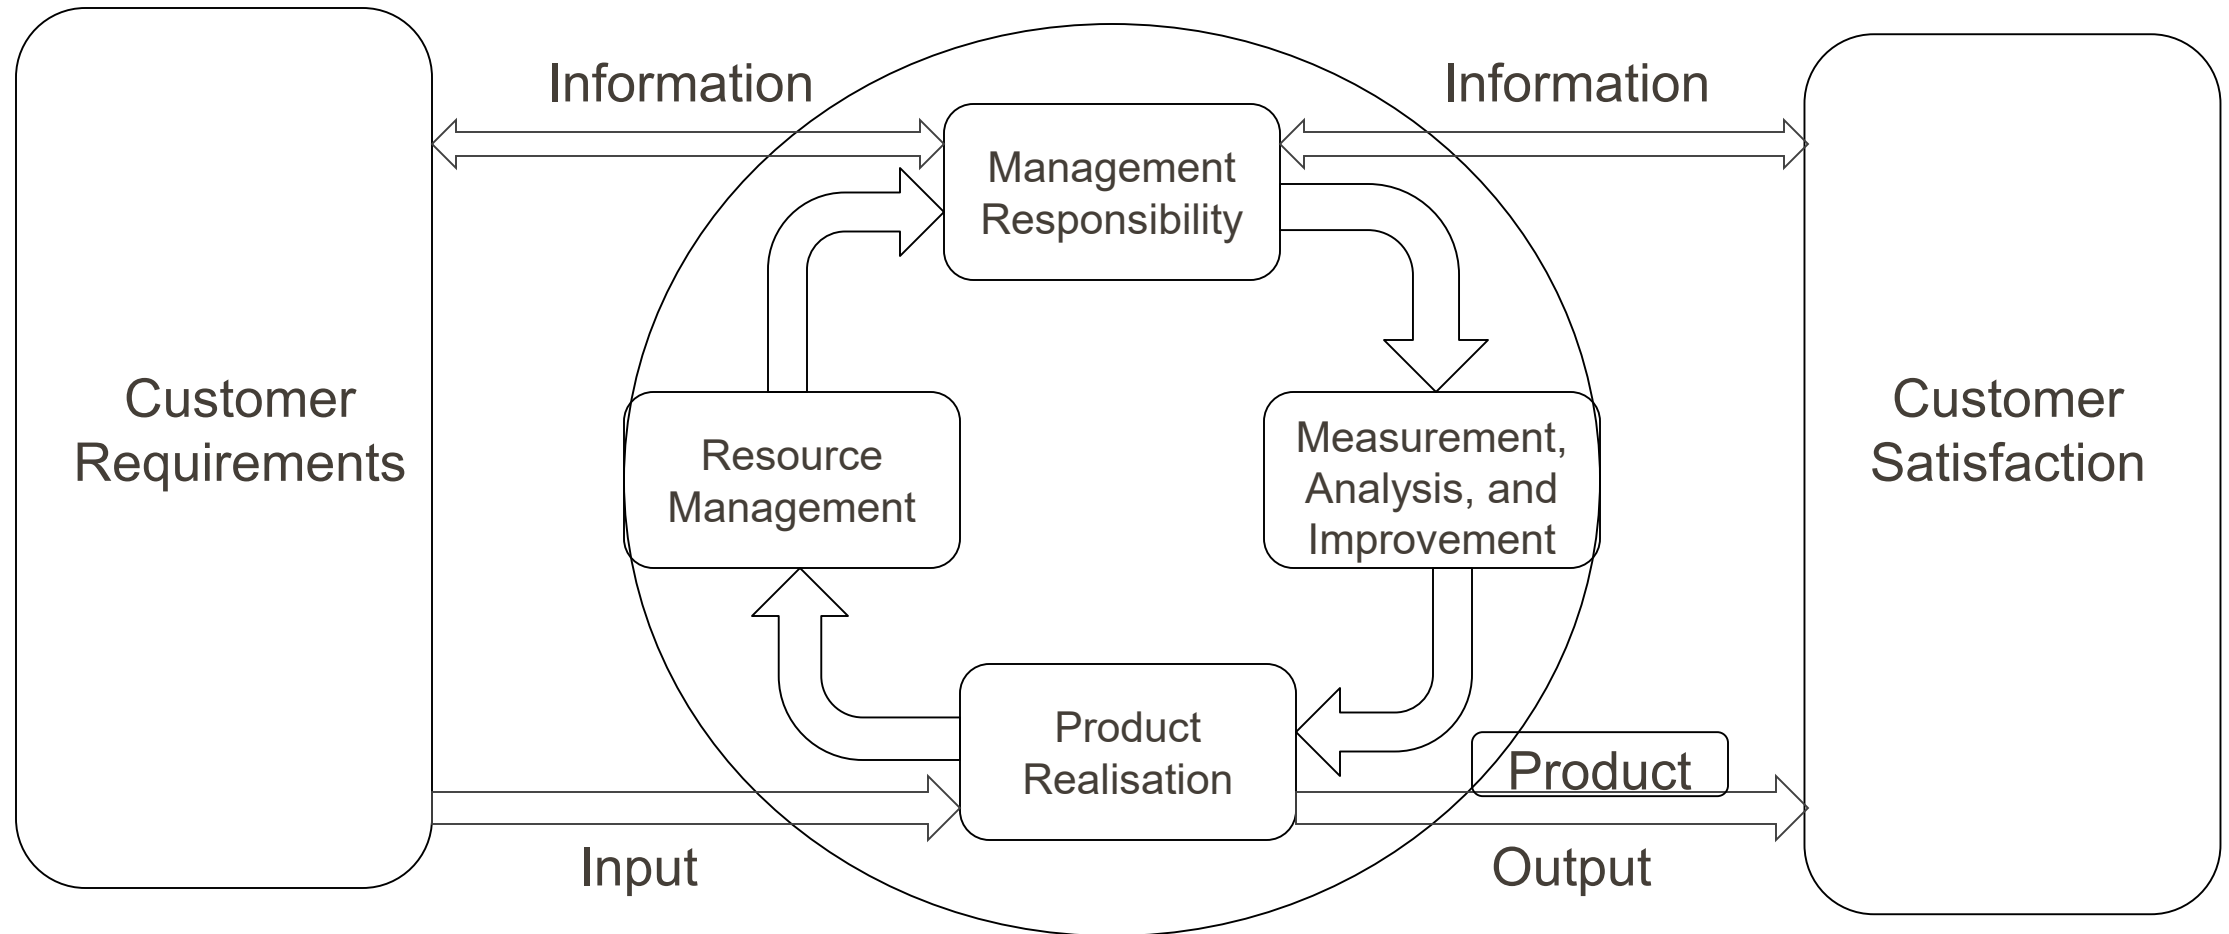 Information
Information
Management
Responsibility
Customer
Requirements
Resource
Management
Measurement,
Analysis, and
Improvement
Customer
Satisfaction
Product
Realisation
Product
Input
Output